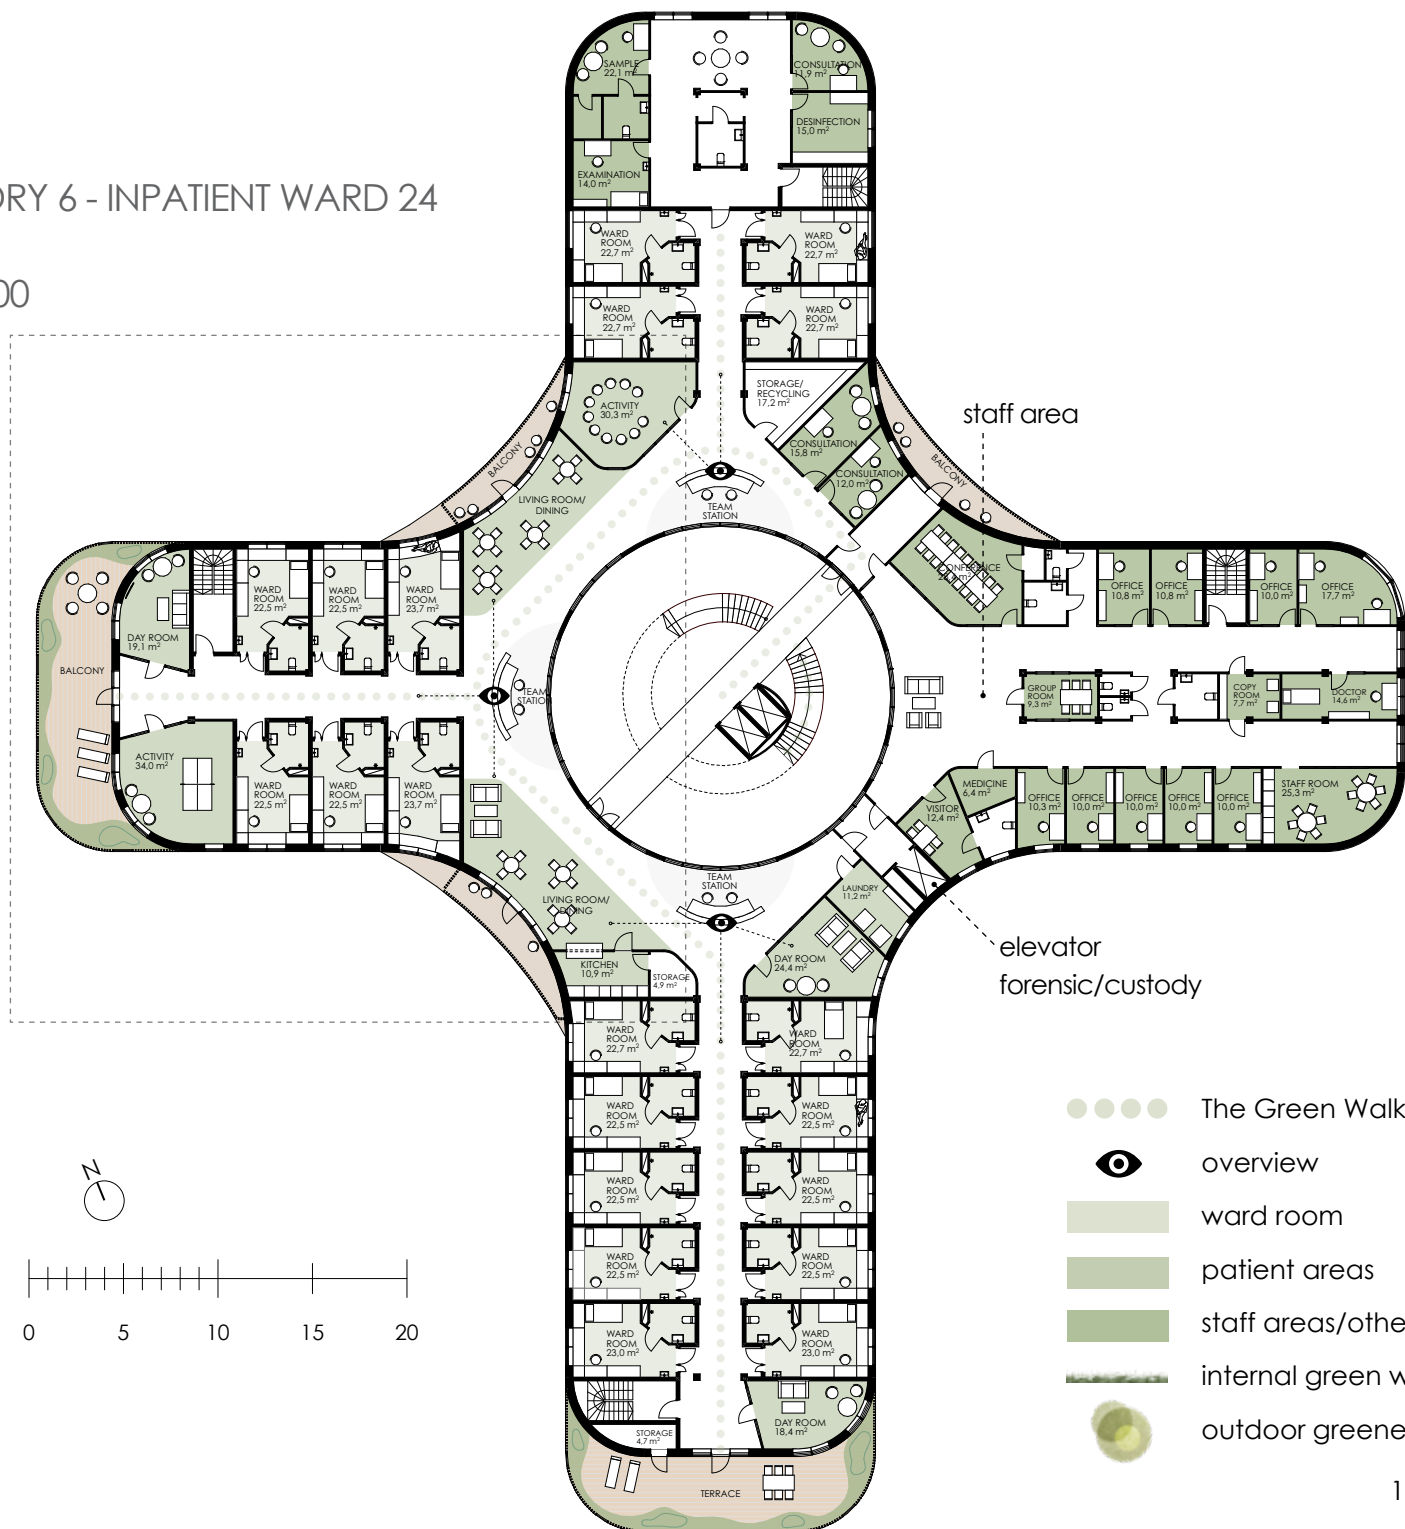 ORY 6 - INPATIENT WARD 24
00
SAMPLE
22,1 m²
CONSULTATION
11,9 m²
DESINFECTION
15,0 m²
EXAMINATION
14,0 m²
WARD
ROOM
22,7 m²
WARD
ROOM
22,7 m²
WARD
ROOM
22,7 m²
WARD
ROOM
22,7 m²
ACTIVITY
30,3 m²
STORAGE/
RECYCLING
17,2 m²
CONSULTATION
15,8 m²
CONSULTATION
12,0 m²
staff area
BALCONY
BALCONY
LIVING ROOM/
DINING
TEAM
STATION
CONFERENCE
OFFICE
10,8 m²
OFFICE
10,8 m²
OFFICE
10,0 m²
OFFICE
17,7 m²
WARD
ROOM
22,5 m²
WARD
ROOM
22,5 m²
WARD
ROOM
23,7 m²
DAY ROOM
19,1 m²
BALCONY
TEAM
STATION
GROUP
ROOM
9,3 m²
COPY
ROOM
7,7 m²
DOCTOR
14,6 m²
ACTIVITY
34,0 m²
WARD
ROOM
22,5 m²
WARD
ROOM
22,5 m²
WARD
ROOM
23,7 m²
MEDICINE
6,4 m²
VISITOR
12,4 m²
OFFICE
10,3 m²
OFFICE
10,0 m²
OFFICE
10,0 m²
OFFICE
10,0 m²
OFFICE
10,0 m²
STAFF ROOM
25,3 m²
TEAM
STATION
LAUNDRY
11,2 m²
LIVING ROOM/
DINING
KITCHEN
10,9 m²
STORAGE
4,9 m²
DAY ROOM
24,4 m²
elevator
forensic/custody
WARD
ROOM
22,7 m²
WARD
ROOM
22,7 m²
WARD
ROOM
22,5 m²
WARD
ROOM
22,5 m²
WARD
ROOM
22,5 m²
WARD
ROOM
22,5 m²
WARD
ROOM
22,5 m²
WARD
ROOM
22,5 m²
WARD
ROOM
23,0 m²
WARD
ROOM
23,0 m²
STORAGE
4,7 m²
DAY ROOM
18,4 m²
TERRACE
N
0 5 10 15 20
The Green Walk
overview
ward room
patient areas
staff areas/othe
internal green w
outdoor greene
1